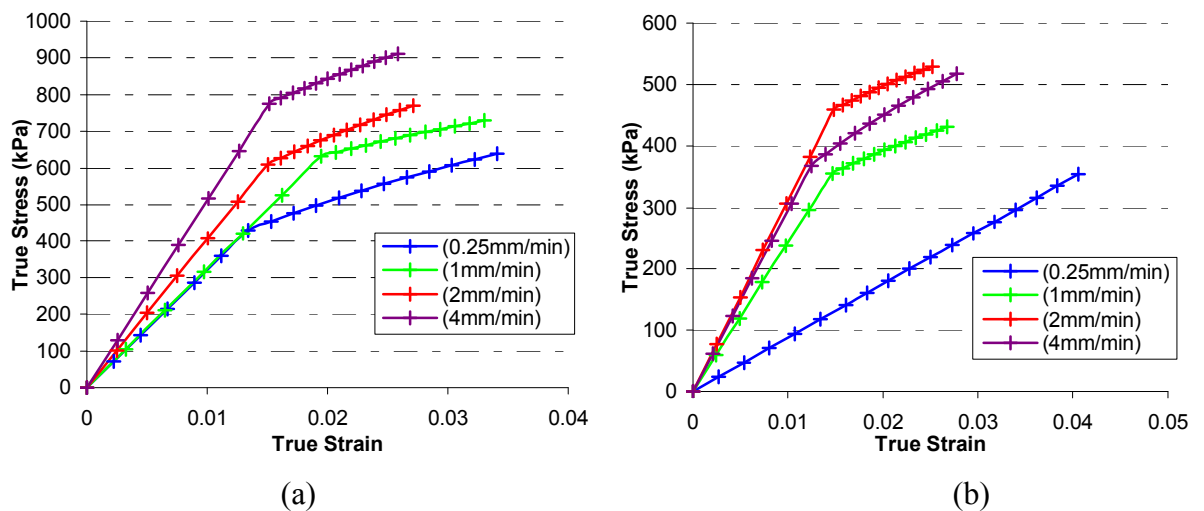 1000
900
800
700
600
500
400
300
200
100
0
True Stress (kPa)
0 0.01 0.02 0.03 0.04
True Strain
(0.25mm/min)
(1mm/min)
(2mm/min)
(4mm/min)
(a)
600
500
400
300
200
100
0
True Stress (kPa)
0 0.01 0.02 0.03 0.04 0.05
True Strain
(0.25mm/min)
(1mm/min)
(2mm/min)
(4mm/min)
(b)